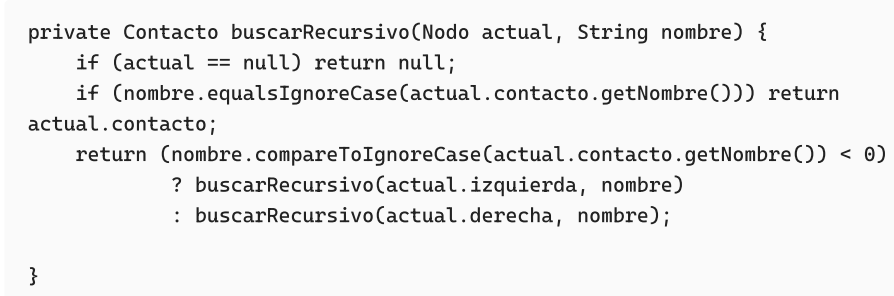 private Contacto buscarRecursivo(Nodo actual, String nombre) {
    if (actual == null) return null;
    if (nombre.equalsIgnoreCase(actual.contacto.getNombre())) return
actual.contacto;
    return (nombre.compareToIgnoreCase(actual.contacto.getNombre()) < 0)
            ? buscarRecursivo(actual.izquierda, nombre)
            : buscarRecursivo(actual.derecha, nombre);
}